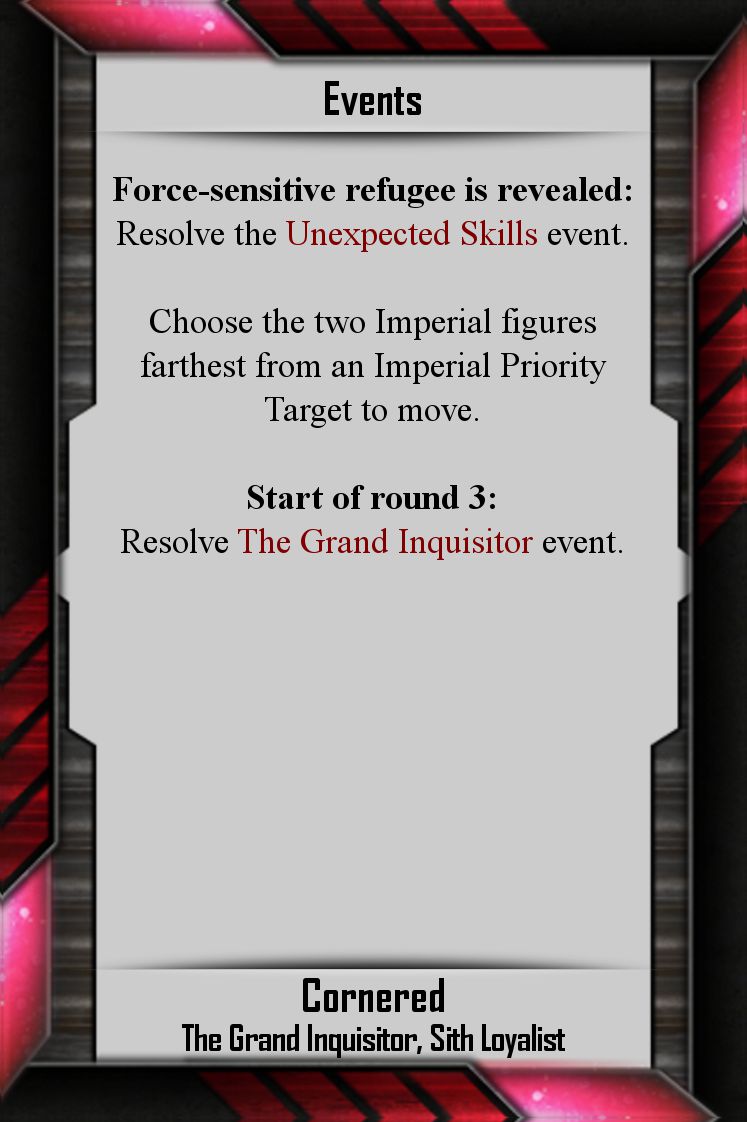 Events
Force-sensitive refugee is revealed:
Resolve the Unexpected Skills event.
Choose the two Imperial figures
farthest from an Imperial Priority
Target to move.
Start of round 3:
Resolve The Grand Inquisitor event.
Cornered
The Grand Inquisitor, Sith Loyalist